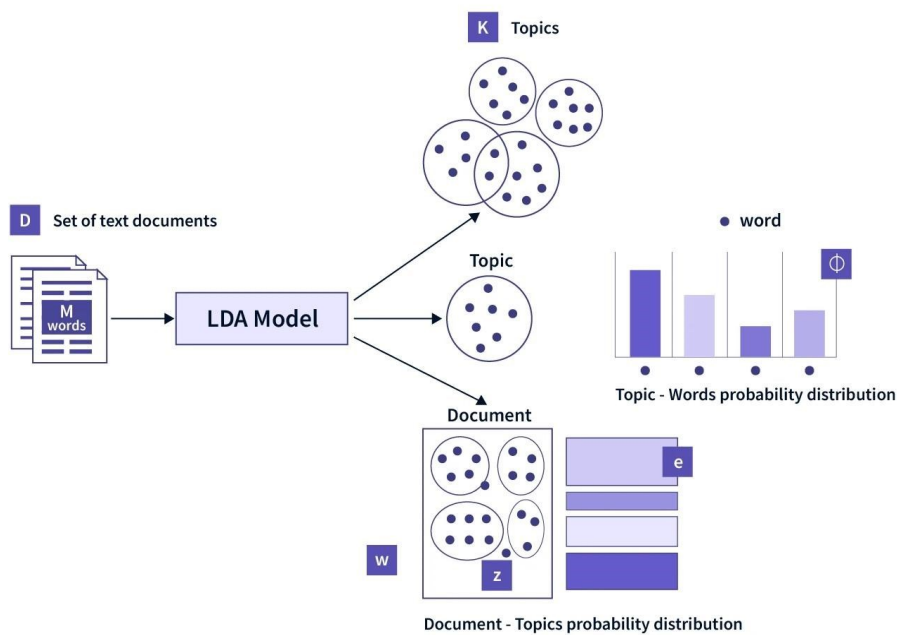 K Topics
D Set of text documents
M
words
LDA Model
Topic
word
Φ
Topic - Words probability distribution
Document
e
w
z
Document - Topics probability distribution